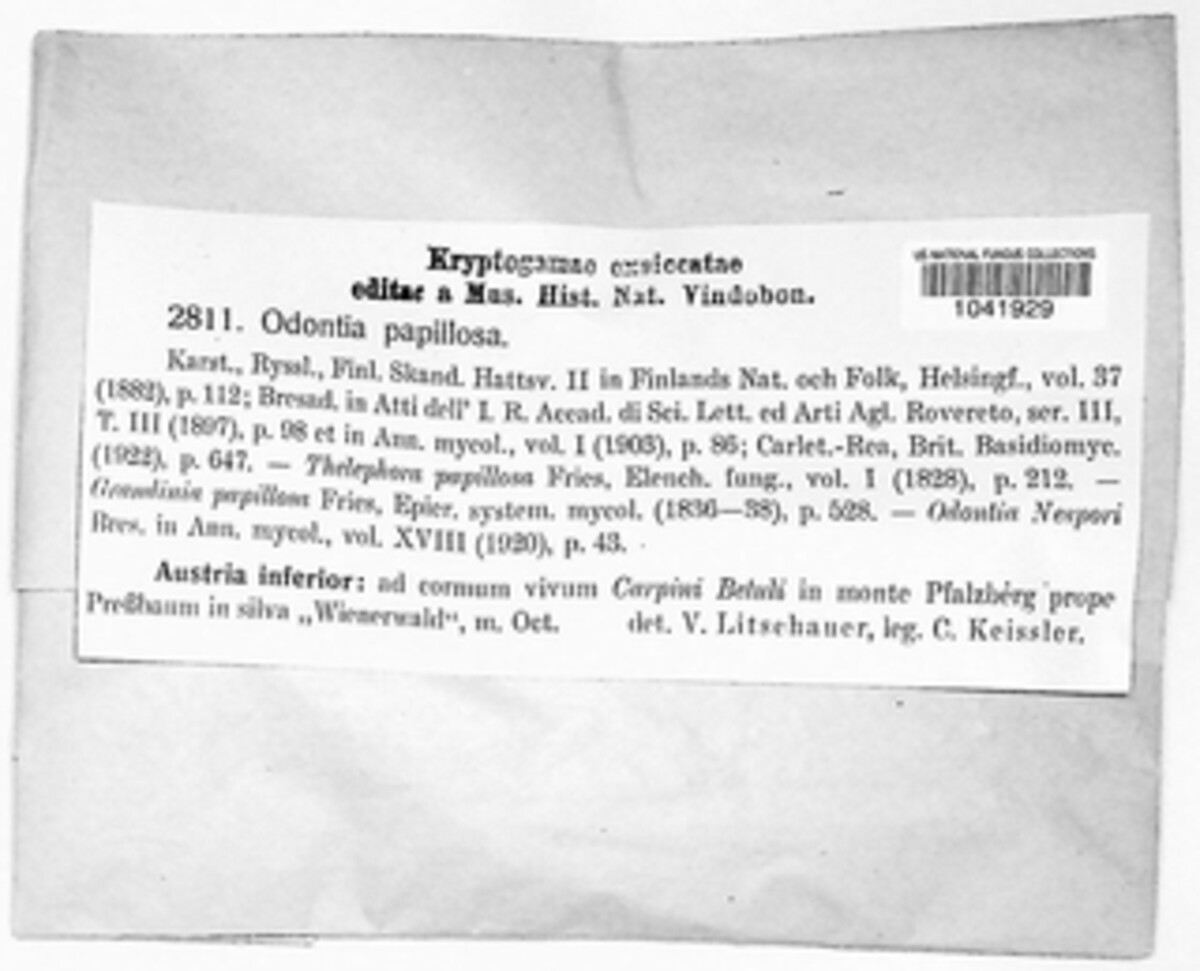 Kryptogamae exsiccatae
editae a Mus. Hist. Nat. Vindobon.
US NATIONAL FUNGUS COLLECTIONS
1041929
2811. Odontia papillosa.
Karst., Ryssl., Finl. Skand. Hattsv. II in Finlands Nat. och Folk, Helsingf., vol. 37
(1882), p. 112; Bresad. in Atti dell' I. R. Accad. di Sci. Lett. ed Arti Agl. Rovereto, ser. III,
T. III (1897), p. 98 et in Ann. mycol., vol. I (1903), p. 86; Carlet.-Rea, Brit. Basidiomyc.
(1922), p. 647. — Thelephora papillosa Fries, Elench. fung., vol. I (1828), p. 212. —
Grandinia papillosa Fries, Epicr. system. mycol. (1836—38), p. 528. — Odontia Nespori
Bres. in Ann. mycol., vol. XVIII (1920), p. 43.
Austria inferior: ad cormum vivum Carpini Betuli in monte Pfalzberg prope
Preßbaum in silva „Wienerwald“, m. Oct. det. V. Litschauer, leg. C. Keissler.